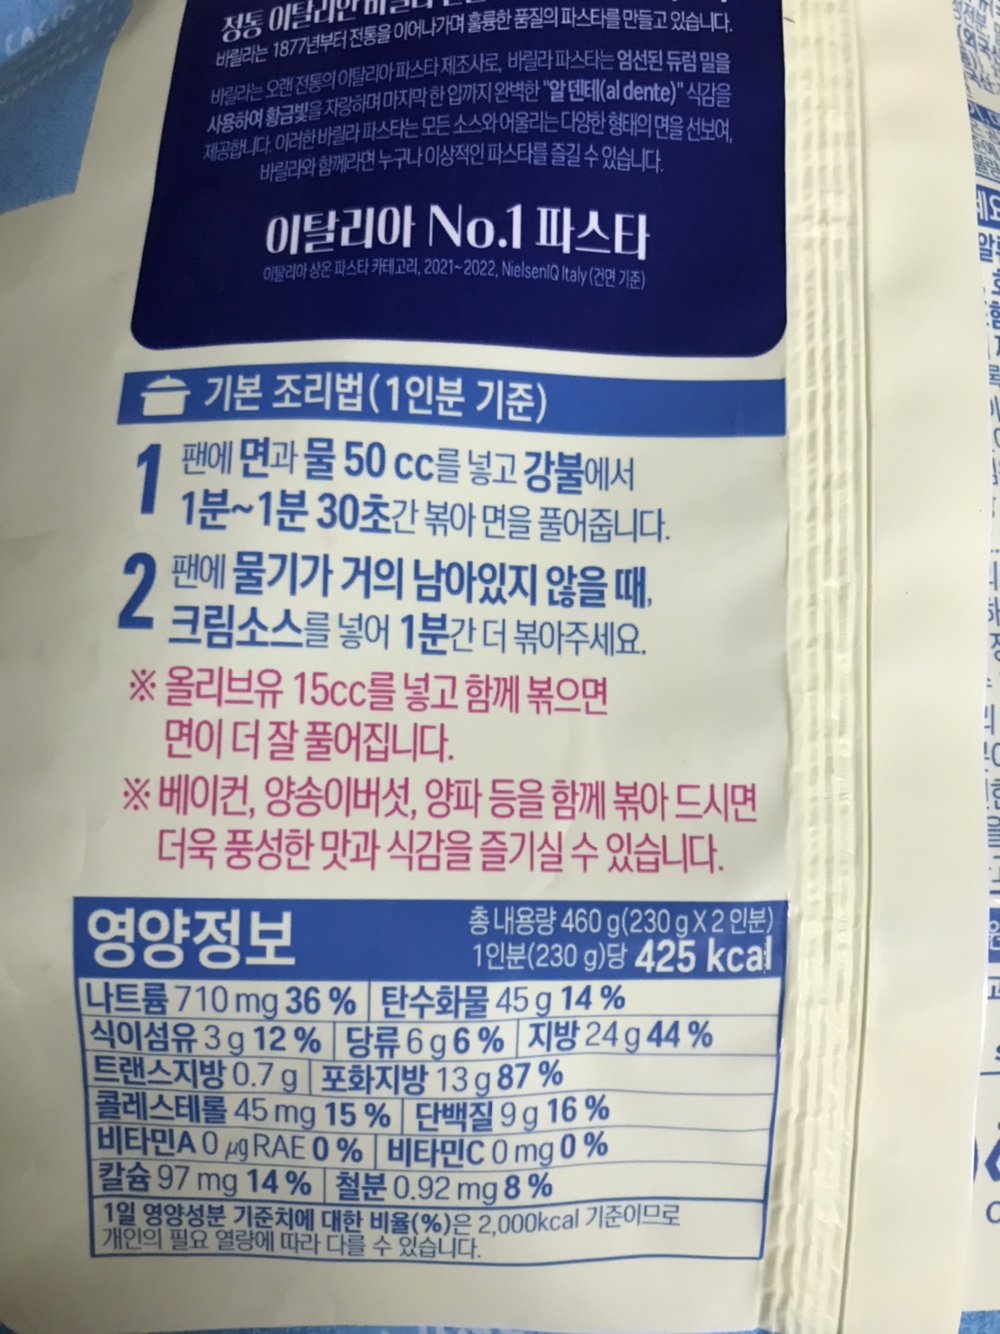 정통 이탈리안
바릴라는 1877년부터 전통을 이어나가며 훌륭한 품질의 파스타를 만들고 있습니다.
바릴라는 오랜 전통의 이탈리아 파스타 제조사로, 바릴라 파스타는 엄선된 듀럼 밀을
사용하여 황금빛을 자랑하며 마지막 한 입까지 완벽한 "알 덴테(al dente)" 식감을
제공합니다. 이러한 바릴라 파스타는 모든 소스와 어울리는 다양한 형태의 면을 선보여,
바릴라와 함께라면 누구나 이상적인 파스타를 즐길 수 있습니다.
이탈리아 No.1 파스타
이탈리아 상온 파스타 카테고리, 2021~2022, NielsenIQ Italy (건면 기준)
기본 조리법(1인분 기준)
1 팬에 면과 물 50 cc를 넣고 강불에서
1분~1분 30초간 볶아 면을 풀어줍니다.
2 팬에 물기가 거의 남아있지 않을 때,
크림소스를 넣어 1분간 더 볶아주세요.
※ 올리브유 15cc를 넣고 함께 볶으면
면이 더 잘 풀어집니다.
※ 베이컨, 양송이버섯, 양파 등을 함께 볶아 드시면
더욱 풍성한 맛과 식감을 즐기실 수 있습니다.
영양정보
총 내용량 460 g(230 g X 2 인분)
1인분(230 g)당 425 kcal
나트륨 710 mg 36 % 탄수화물 45 g 14 %
식이섬유 3 g 12 % 당류 6 g 6 % 지방 24 g 44 %
트랜스지방 0.7 g 포화지방 13 g 87 %
콜레스테롤 45 mg 15 % 단백질 9 g 16 %
비타민A 0 μg RAE 0 % 비타민C 0 mg 0 %
칼슘 97 mg 14 % 철분 0.92 mg 8 %
1일 영양성분 기준치에 대한 비율(%)은 2,000kcal 기준이므로
개인의 필요 열량에 따라 다를 수 있습니다.